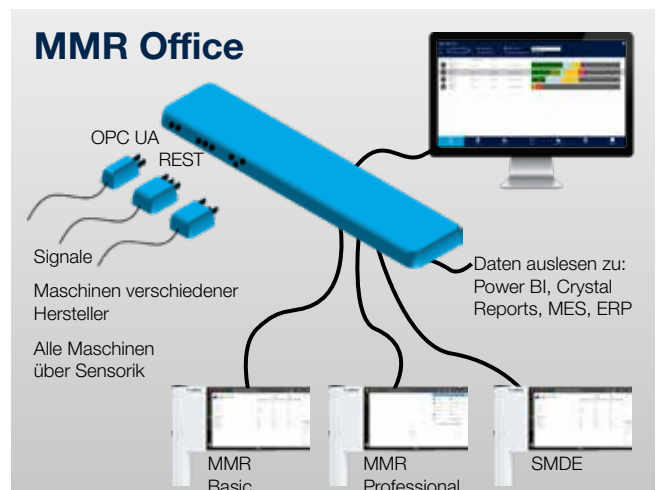 MMR Office
OPC UA
REST
Signale
Maschinen verschiedener
Hersteller
Alle Maschinen
über Sensorik
Daten auslesen zu:
Power BI, Crystal
Reports, MES, ERP
MMR
Basic
MMR
Professional
SMDE